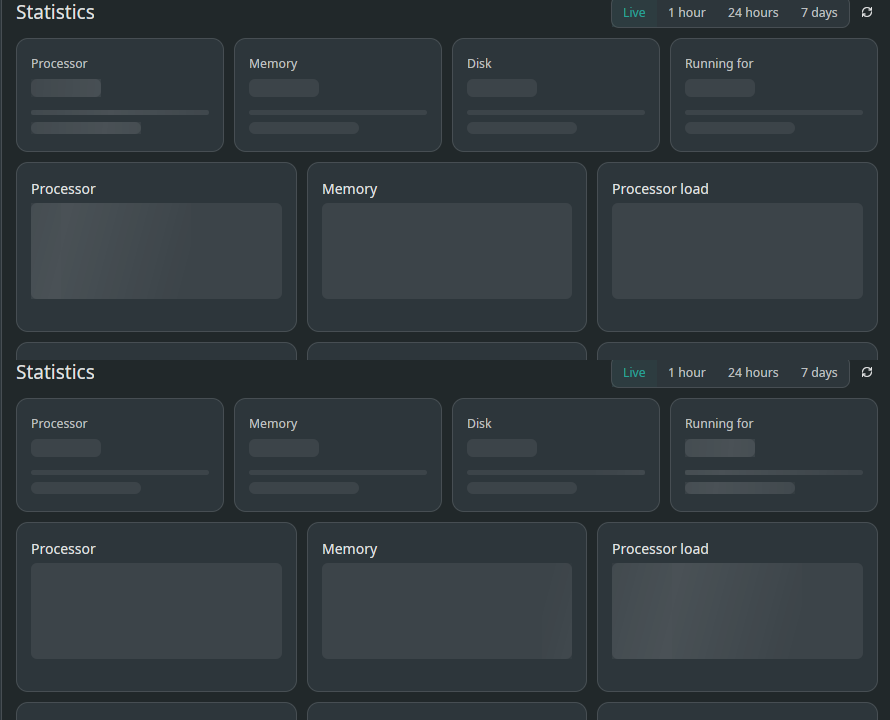 Statistics
Live 1 hour 24 hours 7 days
Processor Memory Disk Running for
Processor Memory Processor load
Statistics
Live 1 hour 24 hours 7 days
Processor Memory Disk Running for
Processor Memory Processor load